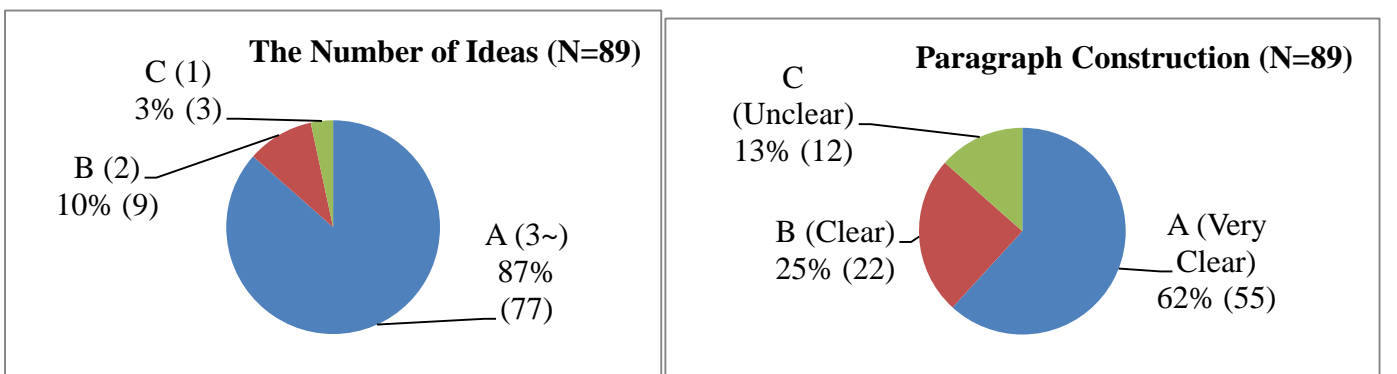 The Number of Ideas (N=89)
C (1)
3% (3)
B (2)
10% (9)
A (3~)
87%
(77)
Paragraph Construction (N=89)
C
(Unclear)
13% (12)
B (Clear)
25% (22)
A (Very
Clear)
62% (55)